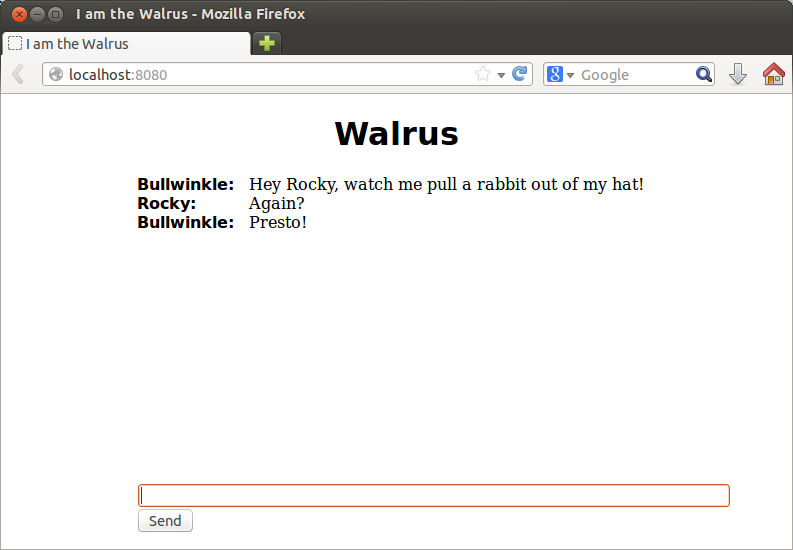 I am the Walrus - Mozilla Firefox
I am the Walrus
localhost:8080
8 Google
Walrus
Bullwinkle: Hey Rocky, watch me pull a rabbit out of my hat!
Rocky: Again?
Bullwinkle: Presto!
Send